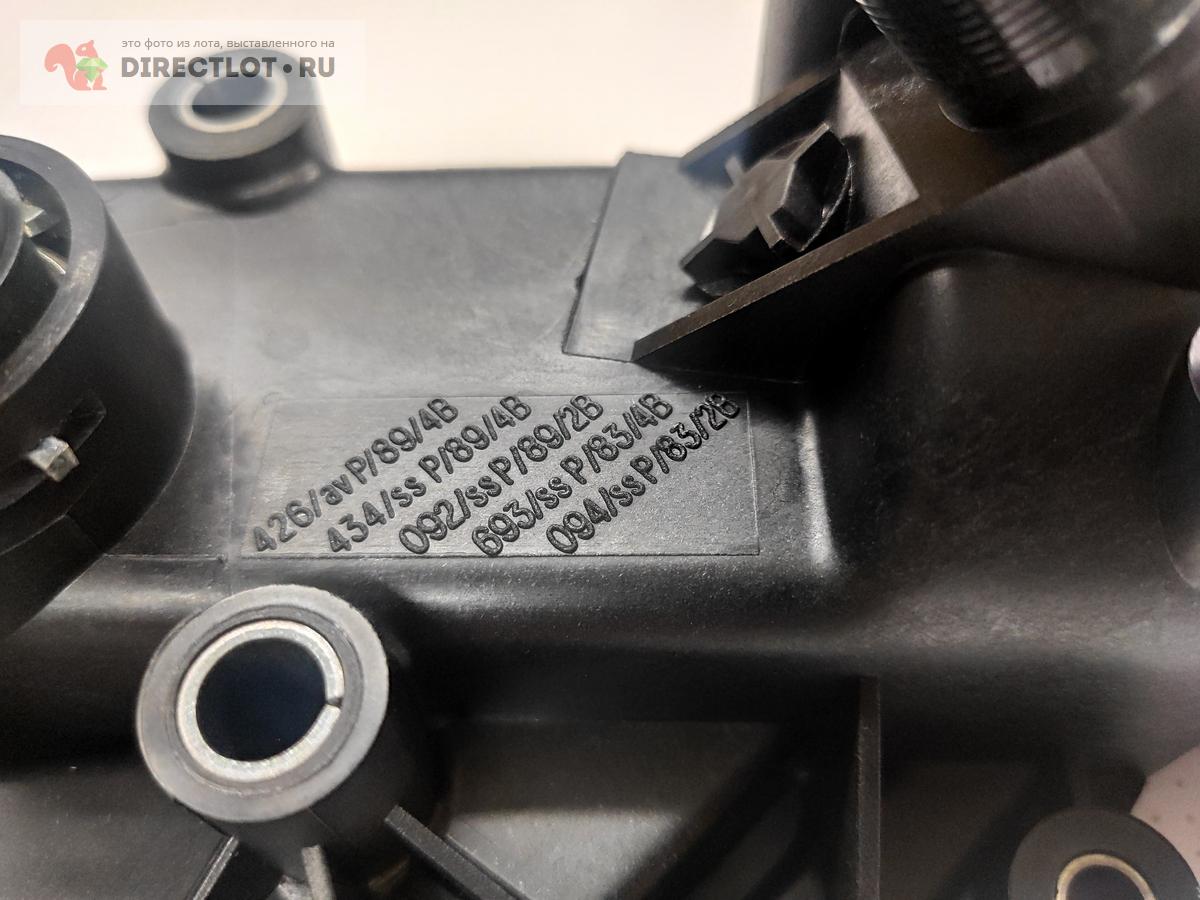 это фото из лота, выставленного на
DIRECTLOT•RU
426/av P/89/4B
434/ss P/89/4B
092/ss P/89/2B
693/ss P/83/4B
094/ss P/83/2B